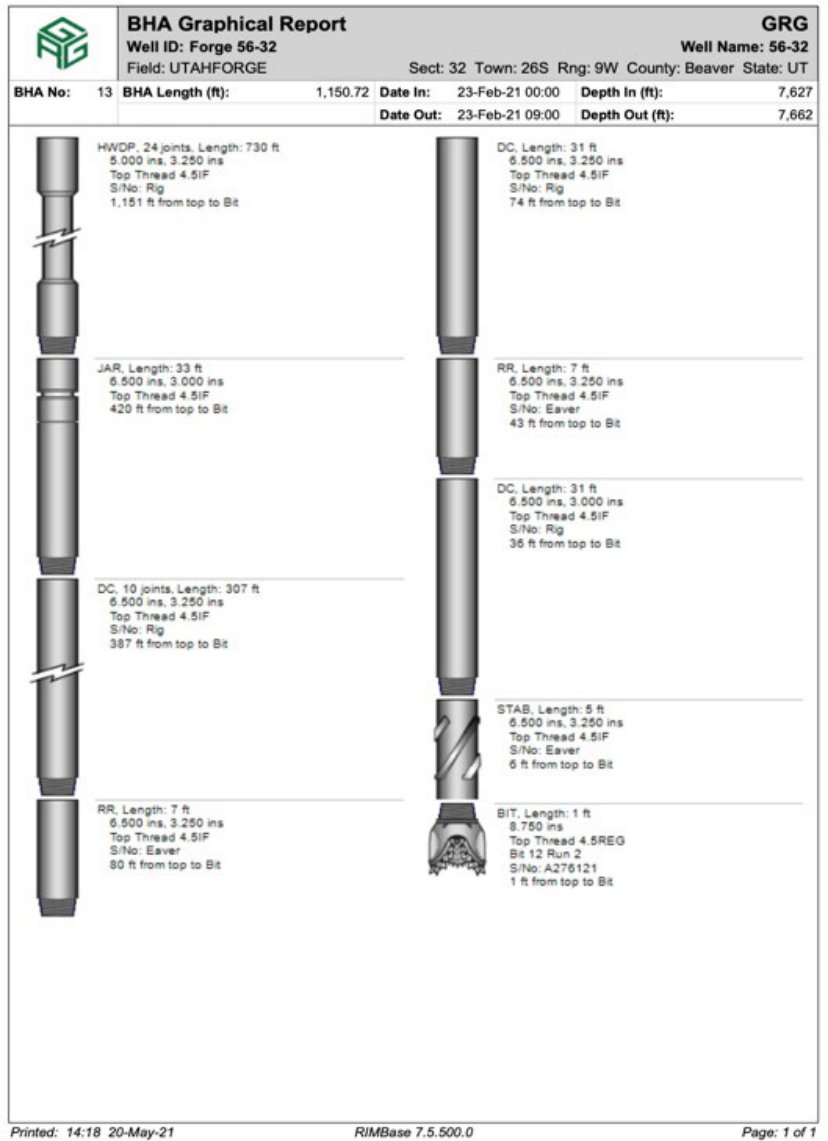 BHA Graphical Report
GRG
Well ID: Forge 56-32
Well Name: 56-32
Field: UTAHFORGE
Sect: 32 Town: 26S Rng: 9W County: Beaver State: UT
BHA No: 13 BHA Length (ft): 1,150.72 Date In: 23-Feb-21 00:00 Depth In (ft): 7,627
Date Out: 23-Feb-21 09:00 Depth Out (ft): 7,662
HWDP, 24 joints, Length: 730 ft
5.000 ins, 3.250 ins
Top Thread 4.5IF
S/No: Rig
1,151 ft from top to Bit
JAR, Length: 33 ft
6.500 ins, 3.000 ins
Top Thread 4.5IF
420 ft from top to Bit
DC, 10 joints, Length: 307 ft
6.500 ins, 3.250 ins
Top Thread 4.5IF
S/No: Rig
387 ft from top to Bit
RR, Length: 7 ft
6.500 ins, 3.250 ins
Top Thread 4.5IF
S/No: Eaver
80 ft from top to Bit
DC, Length: 31 ft
6.500 ins, 3.250 ins
Top Thread 4.5IF
S/No: Rig
74 ft from top to Bit
RR, Length: 7 ft
6.500 ins, 3.250 ins
Top Thread 4.5IF
S/No: Eaver
43 ft from top to Bit
DC, Length: 31 ft
6.500 ins, 3.000 ins
Top Thread 4.5IF
S/No: Rig
36 ft from top to Bit
STAB, Length: 5 ft
6.500 ins, 3.250 ins
Top Thread 4.5IF
S/No: Eaver
6 ft from top to Bit
BIT, Length: 1 ft
8.750 ins
Top Thread 4.5REG
Bit 12 Run 2
S/No: A276121
1 ft from top to Bit
Printed: 14:18 20-May-21
RIMBase 7.5.500.0
Page: 1 of 1